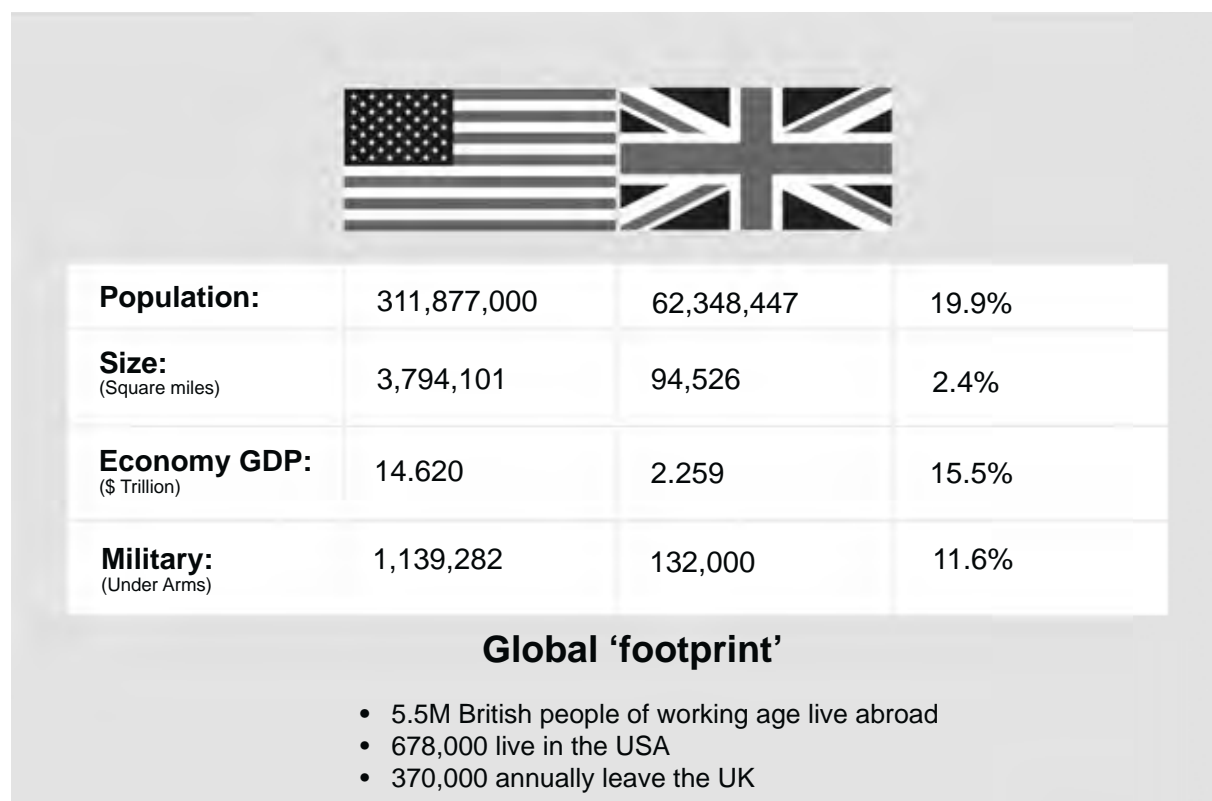 Population: 311,877,000 62,348,447 19.9%
Size:
(Square miles) 3,794,101 94,526 2.4%
Economy GDP:
($ Trillion) 14.620 2.259 15.5%
Military:
(Under Arms) 1,139,282 132,000 11.6%
Global ‘footprint’
• 5.5M British people of working age live abroad
• 678,000 live in the USA
• 370,000 annually leave the UK